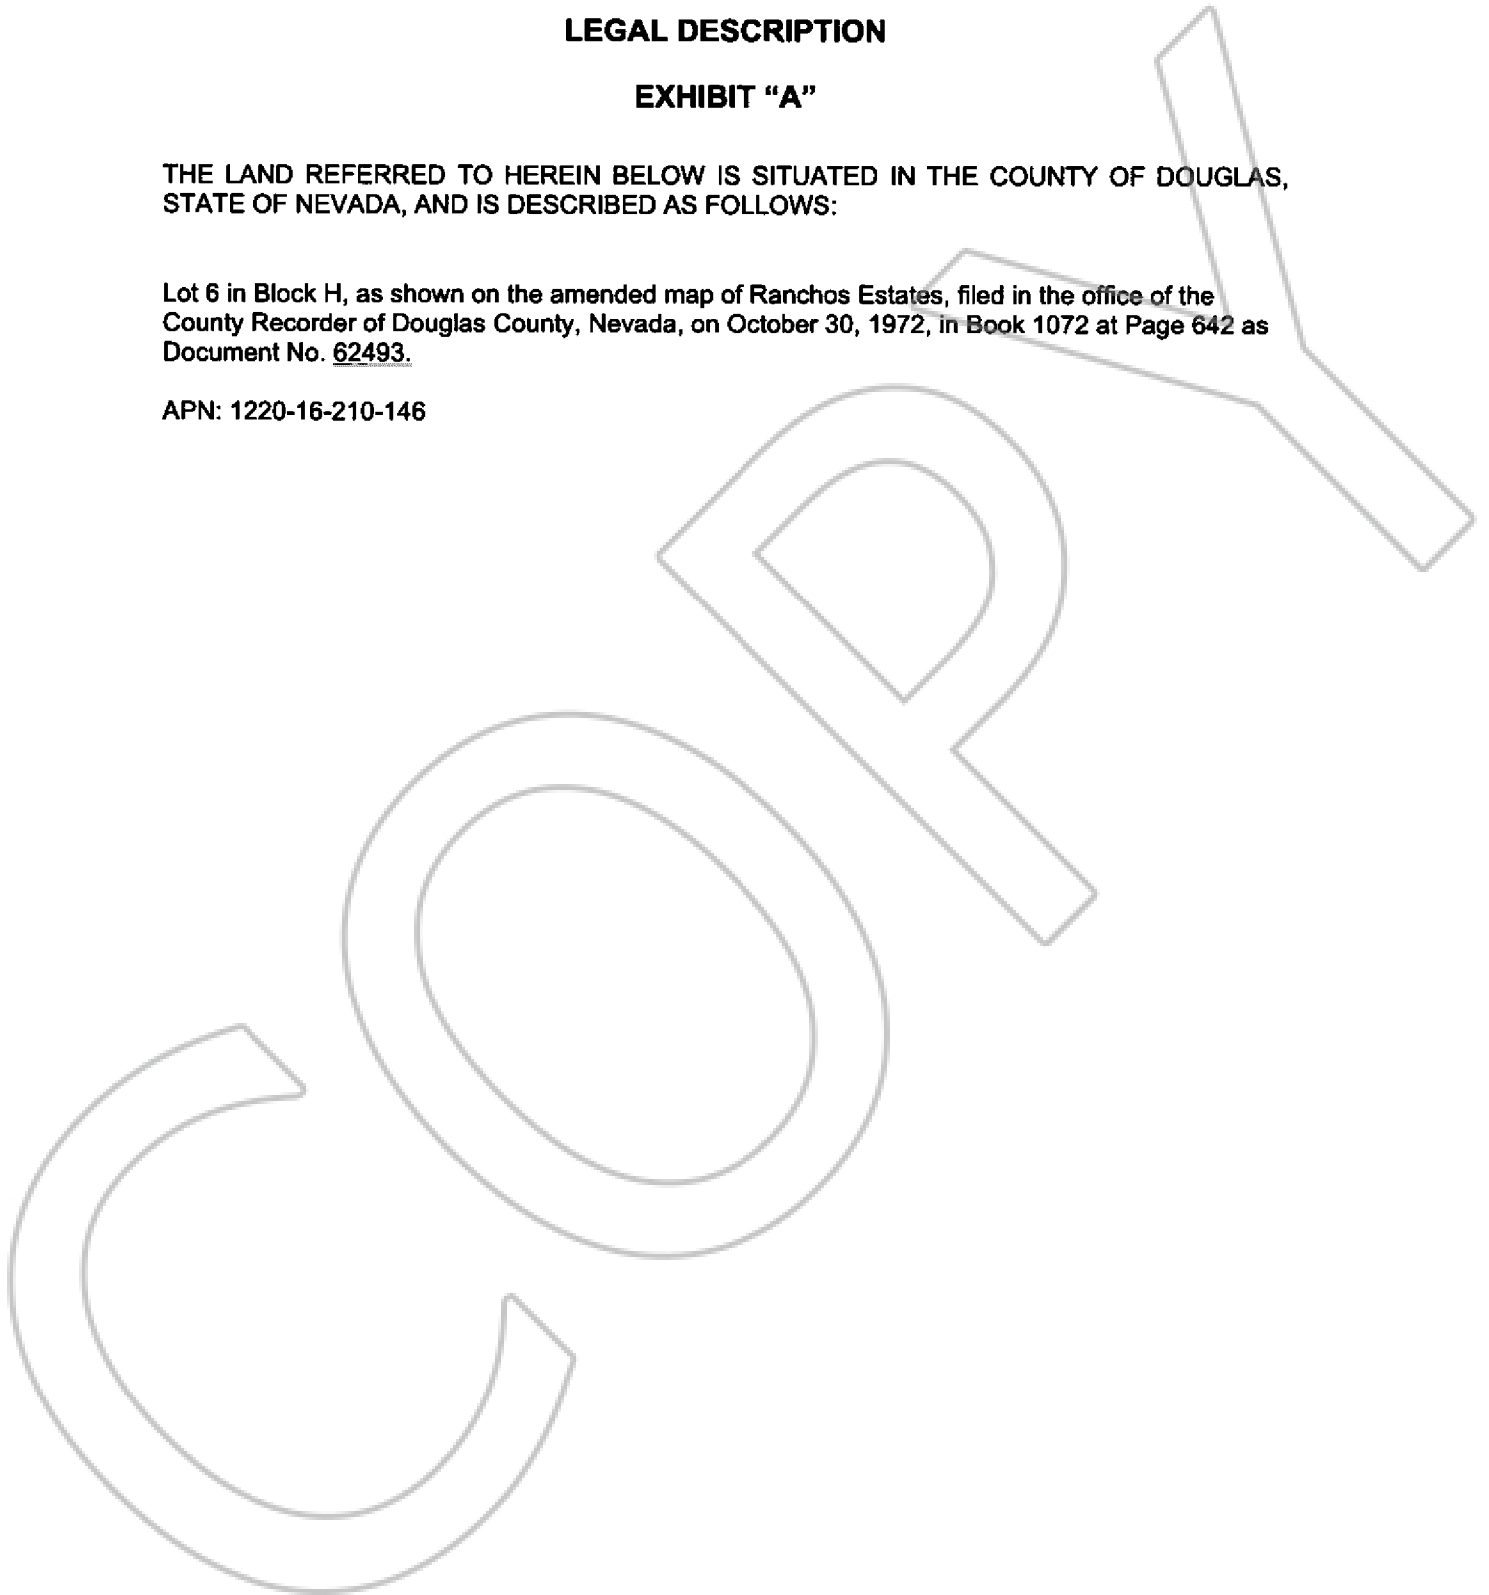 LEGAL DESCRIPTION
EXHIBIT “A”
THE LAND REFERRED TO HEREIN BELOW IS SITUATED IN THE COUNTY OF DOUGLAS,
STATE OF NEVADA, AND IS DESCRIBED AS FOLLOWS:
Lot 6 in Block H, as shown on the amended map of Ranchos Estates, filed in the office of the
County Recorder of Douglas County, Nevada, on October 30, 1972, in Book 1072 at Page 642 as
Document No. 62493.
APN: 1220-16-210-146
COPY